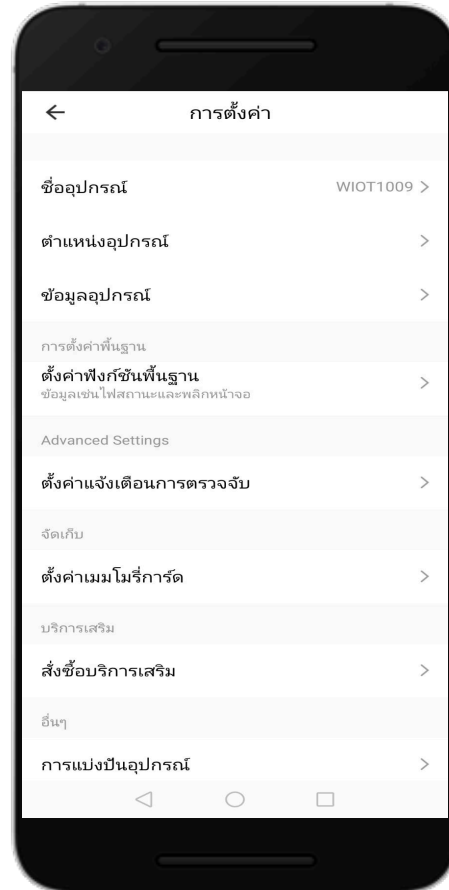 การตั้งค่า
ชื่ออุปกรณ์ WIOT1009 >
ตำแหน่งอุปกรณ์ >
ข้อมูลอุปกรณ์ >
การตั้งค่าพื้นฐาน
ตั้งค่าฟังก์ชันพื้นฐาน >
ข้อมูลเช่นไฟสถานะและพลิกหน้าจอ
Advanced Settings
ตั้งค่าแจ้งเตือนการตรวจจับ >
จัดเก็บ
ตั้งค่าเมมโมรี่การ์ด >
บริการเสริม
สั่งซื้อบริการเสริม >
อื่นๆ
การแบ่งปันอุปกรณ์ >